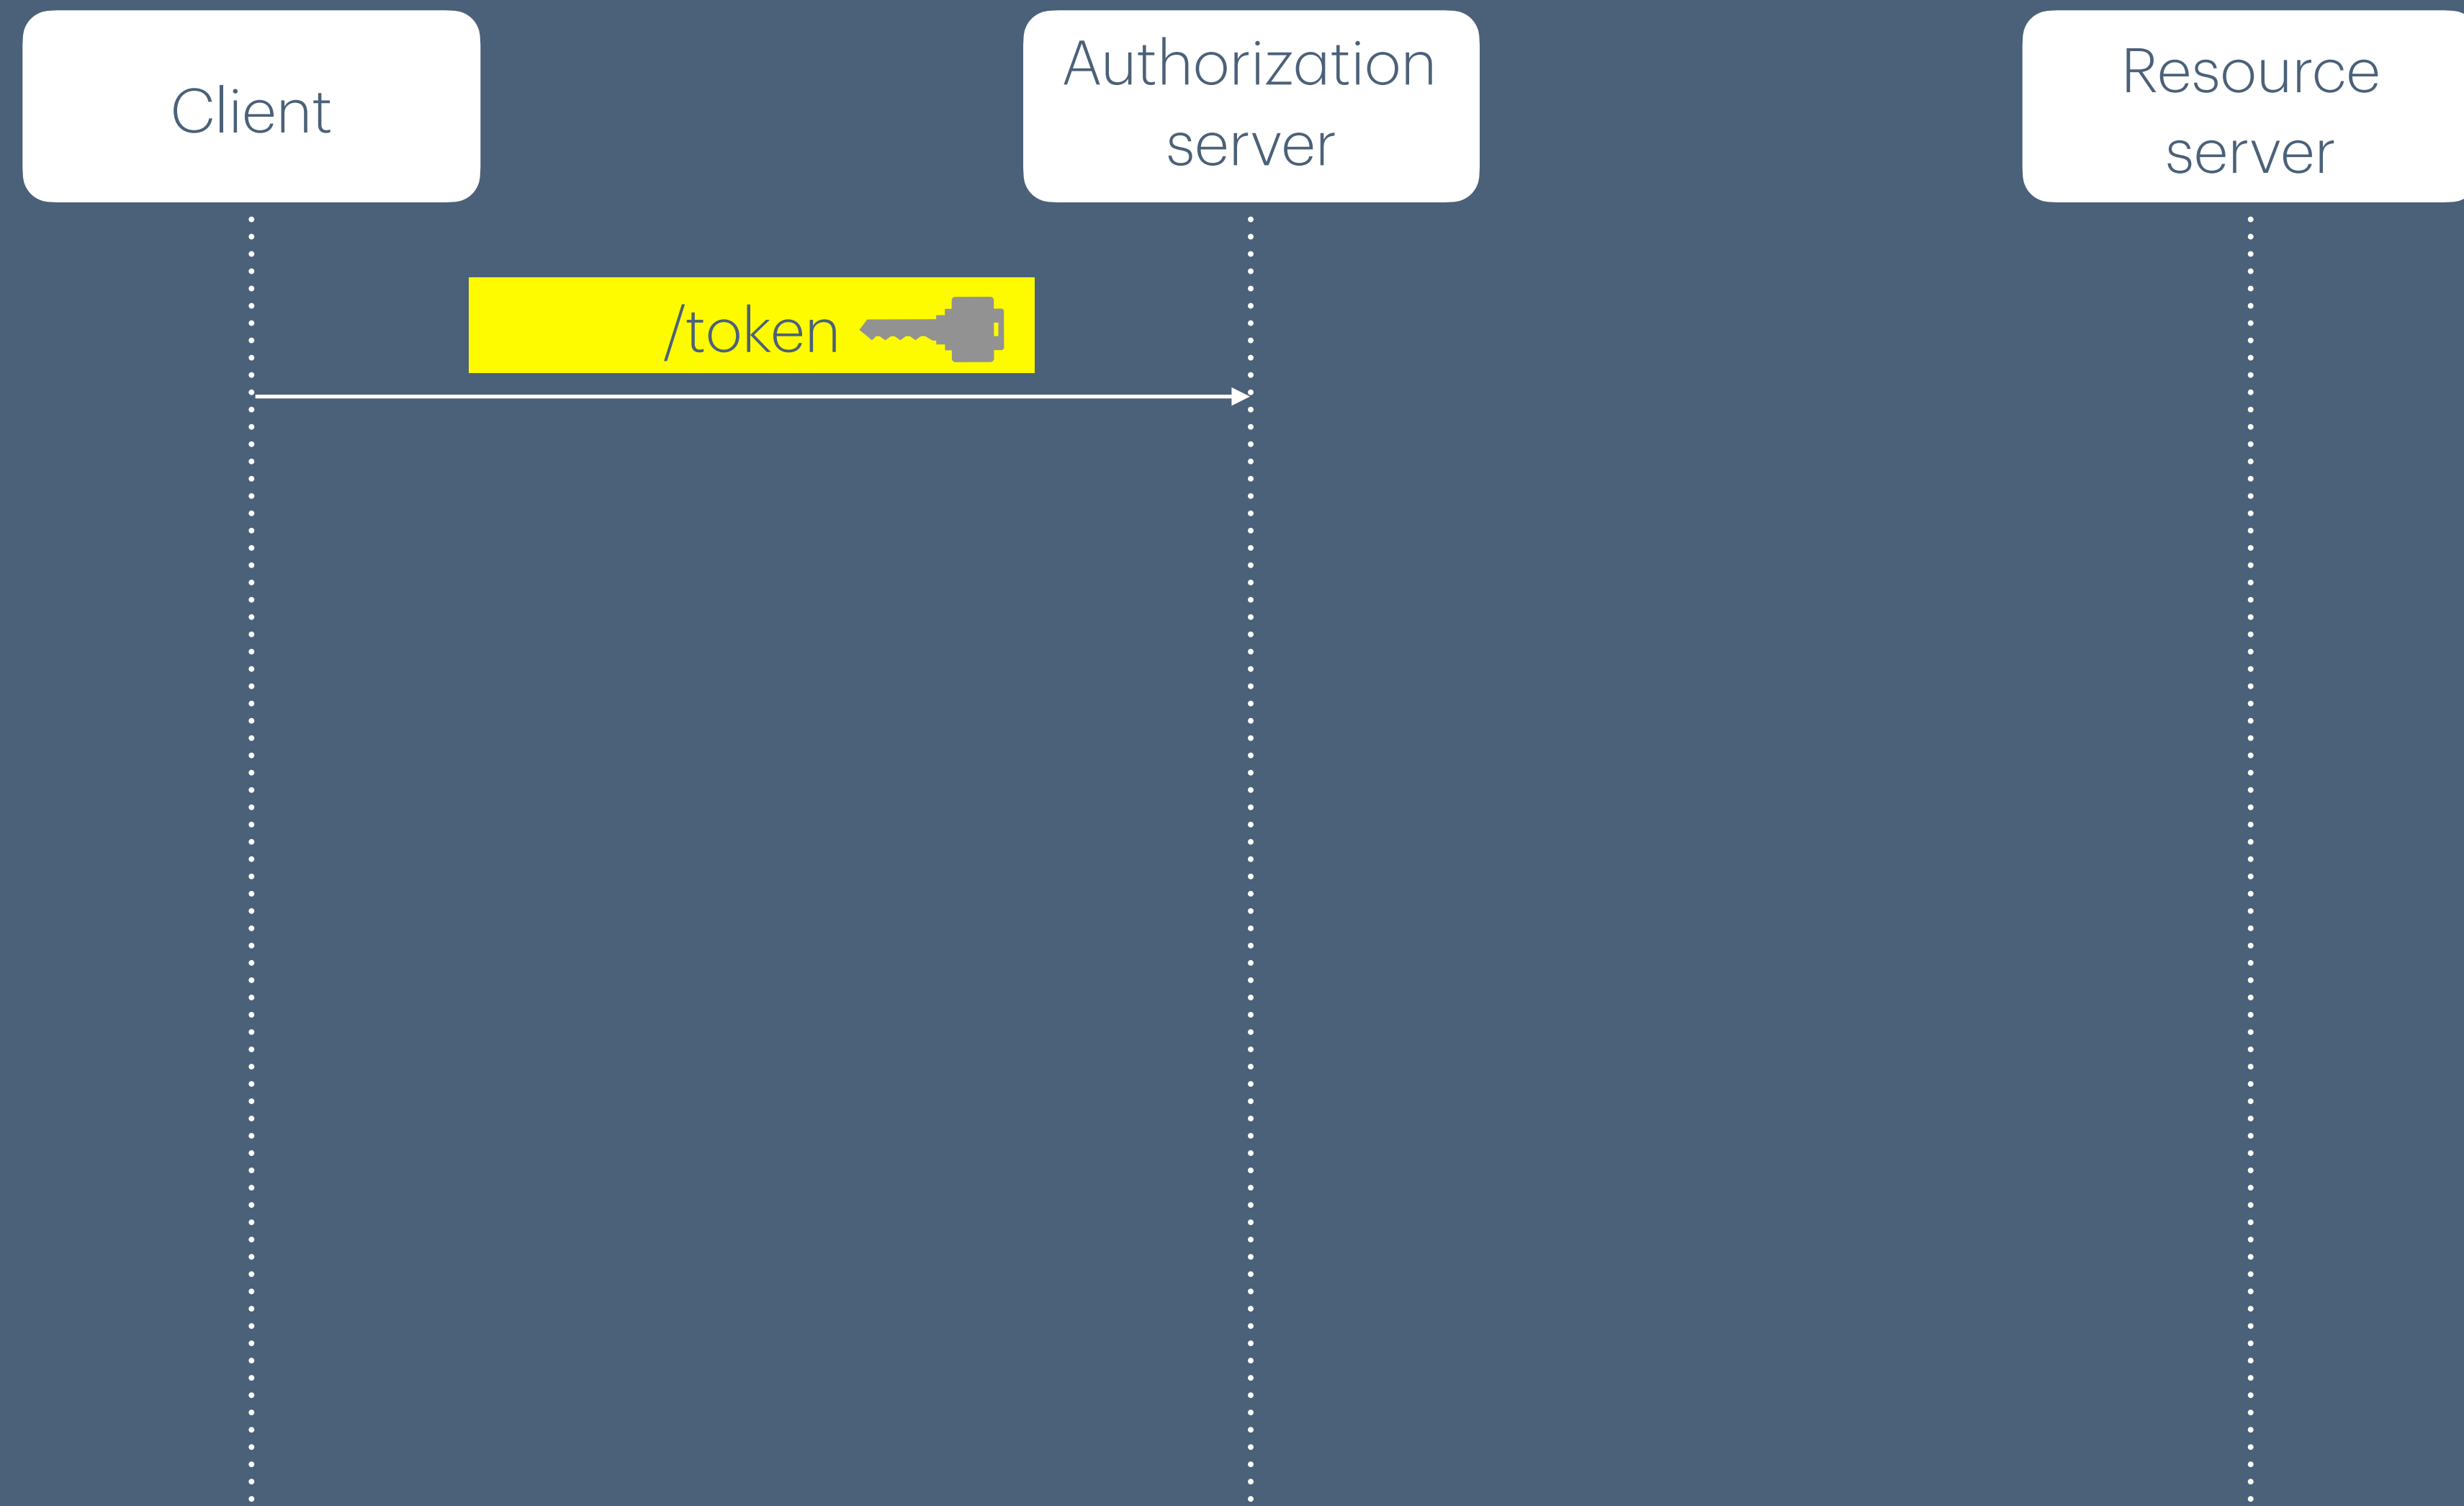 Client
Authorization
server
Resource
server
/token